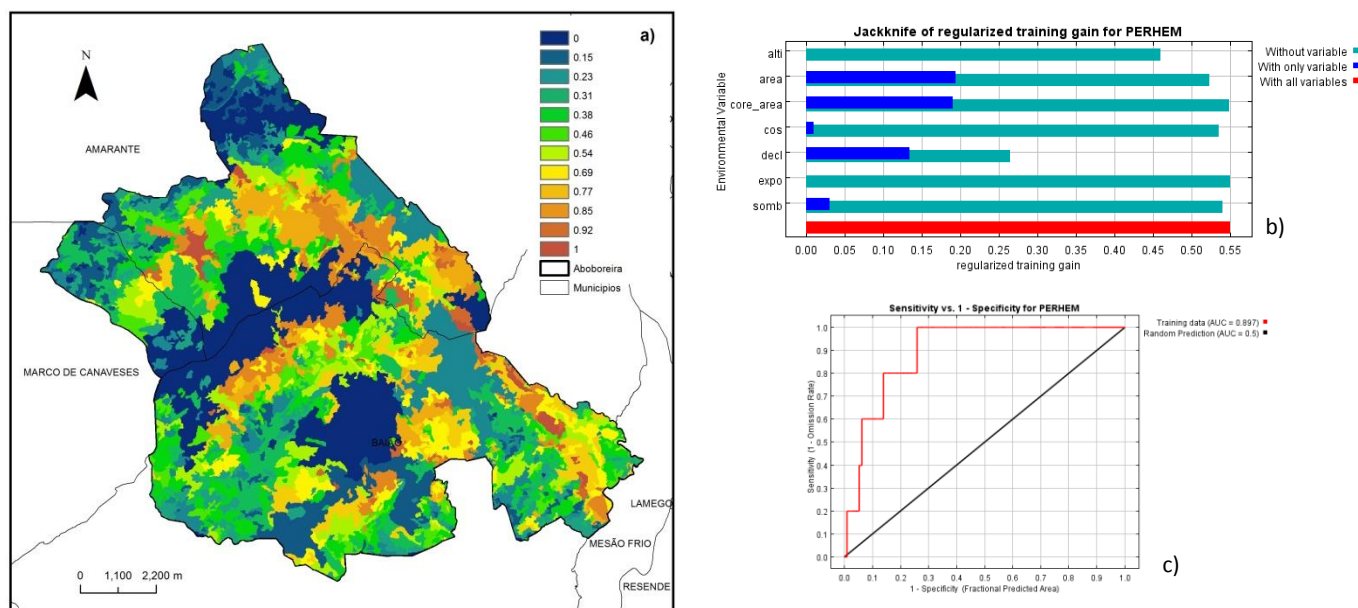 a)
N
0
0.15
0.23
0.31
0.38
0.46
0.54
0.69
0.77
0.85
0.92
1
Aboboreira
Municipios
AMARANTE
MARCO DE CANAVESES
BAIÃO
LAMEGO
MESÃO FRIO
RESENDE
0 1,100 2,200 m
Jackknife of regularized training gain for PERHEM
Without variable
With only variable
With all variables
Environmental Variable
alti
area
core_area
cos
decl
expo
somb
0.00 0.05 0.10 0.15 0.20 0.25 0.30 0.35 0.40 0.45 0.50 0.55
regularized training gain
b)
Sensitivity vs. 1 - Specificity for PERHEM
Training data (AUC = 0.897)
Random Prediction (AUC = 0.5)
Sensitivity (1 - Omission Rate)
1.0
0.9
0.8
0.7
0.6
0.5
0.4
0.3
0.2
0.1
0.0
0.0 0.1 0.2 0.3 0.4 0.5 0.6 0.7 0.8 0.9 1.0
1 - Specificity (Fractional Predicted Area)
c)